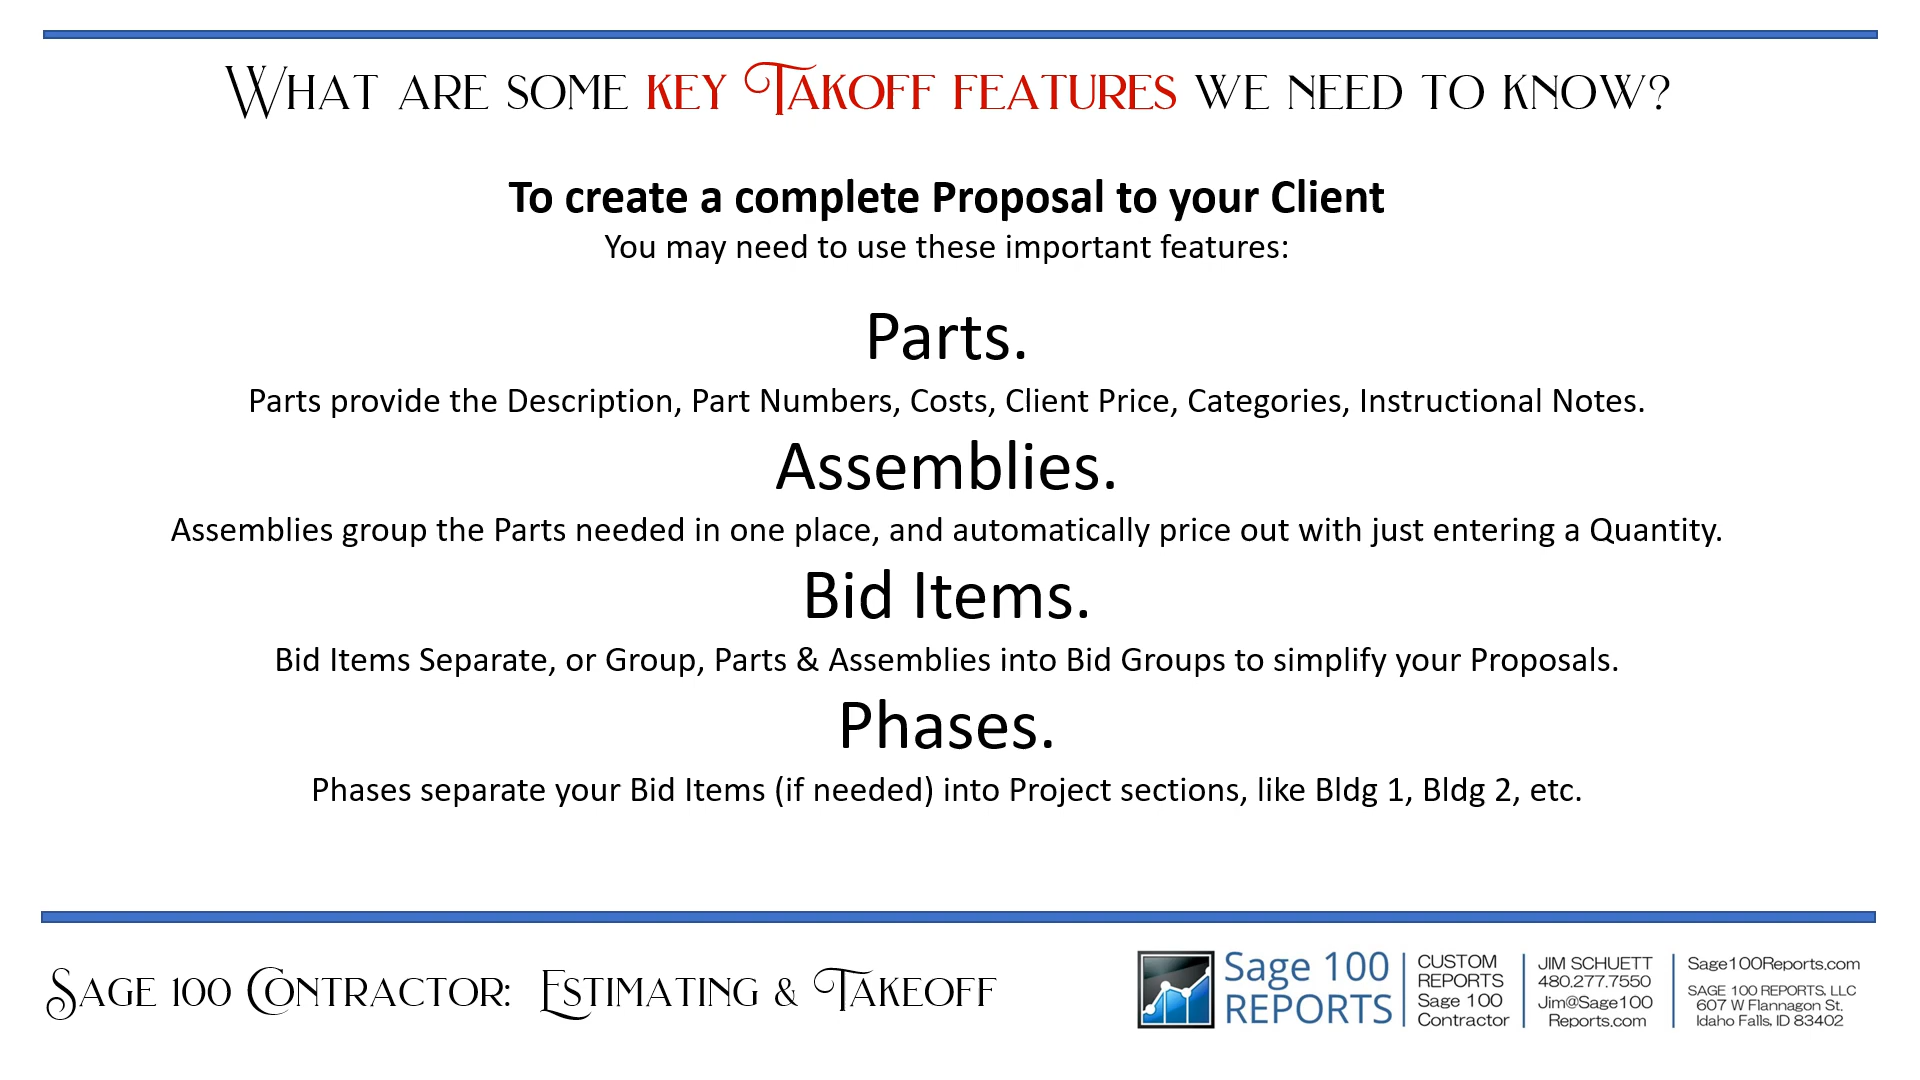 What are some key Takoff features we need to know?
To create a complete Proposal to your Client
You may need to use these important features:
Parts.
Parts provide the Description, Part Numbers, Costs, Client Price, Categories, Instructional Notes.
Assemblies.
Assemblies group the Parts needed in one place, and automatically price out with just entering a Quantity.
Bid Items.
Bid Items Separate, or Group, Parts & Assemblies into Bid Groups to simplify your Proposals.
Phases.
Phases separate your Bid Items (if needed) into Project sections, like Bldg 1, Bldg 2, etc.
Sage 100 Contractor: Estimating & Takeoff
Sage 100
REPORTS
CUSTOM
REPORTS
Sage 100
Contractor
JIM SCHUETT
480.277.7550
Jim@Sage100
Reports.com
Sage100Reports.com
SAGE 100 REPORTS, LLC
607 W Flannagon St.
Idaho Falls, ID 83402